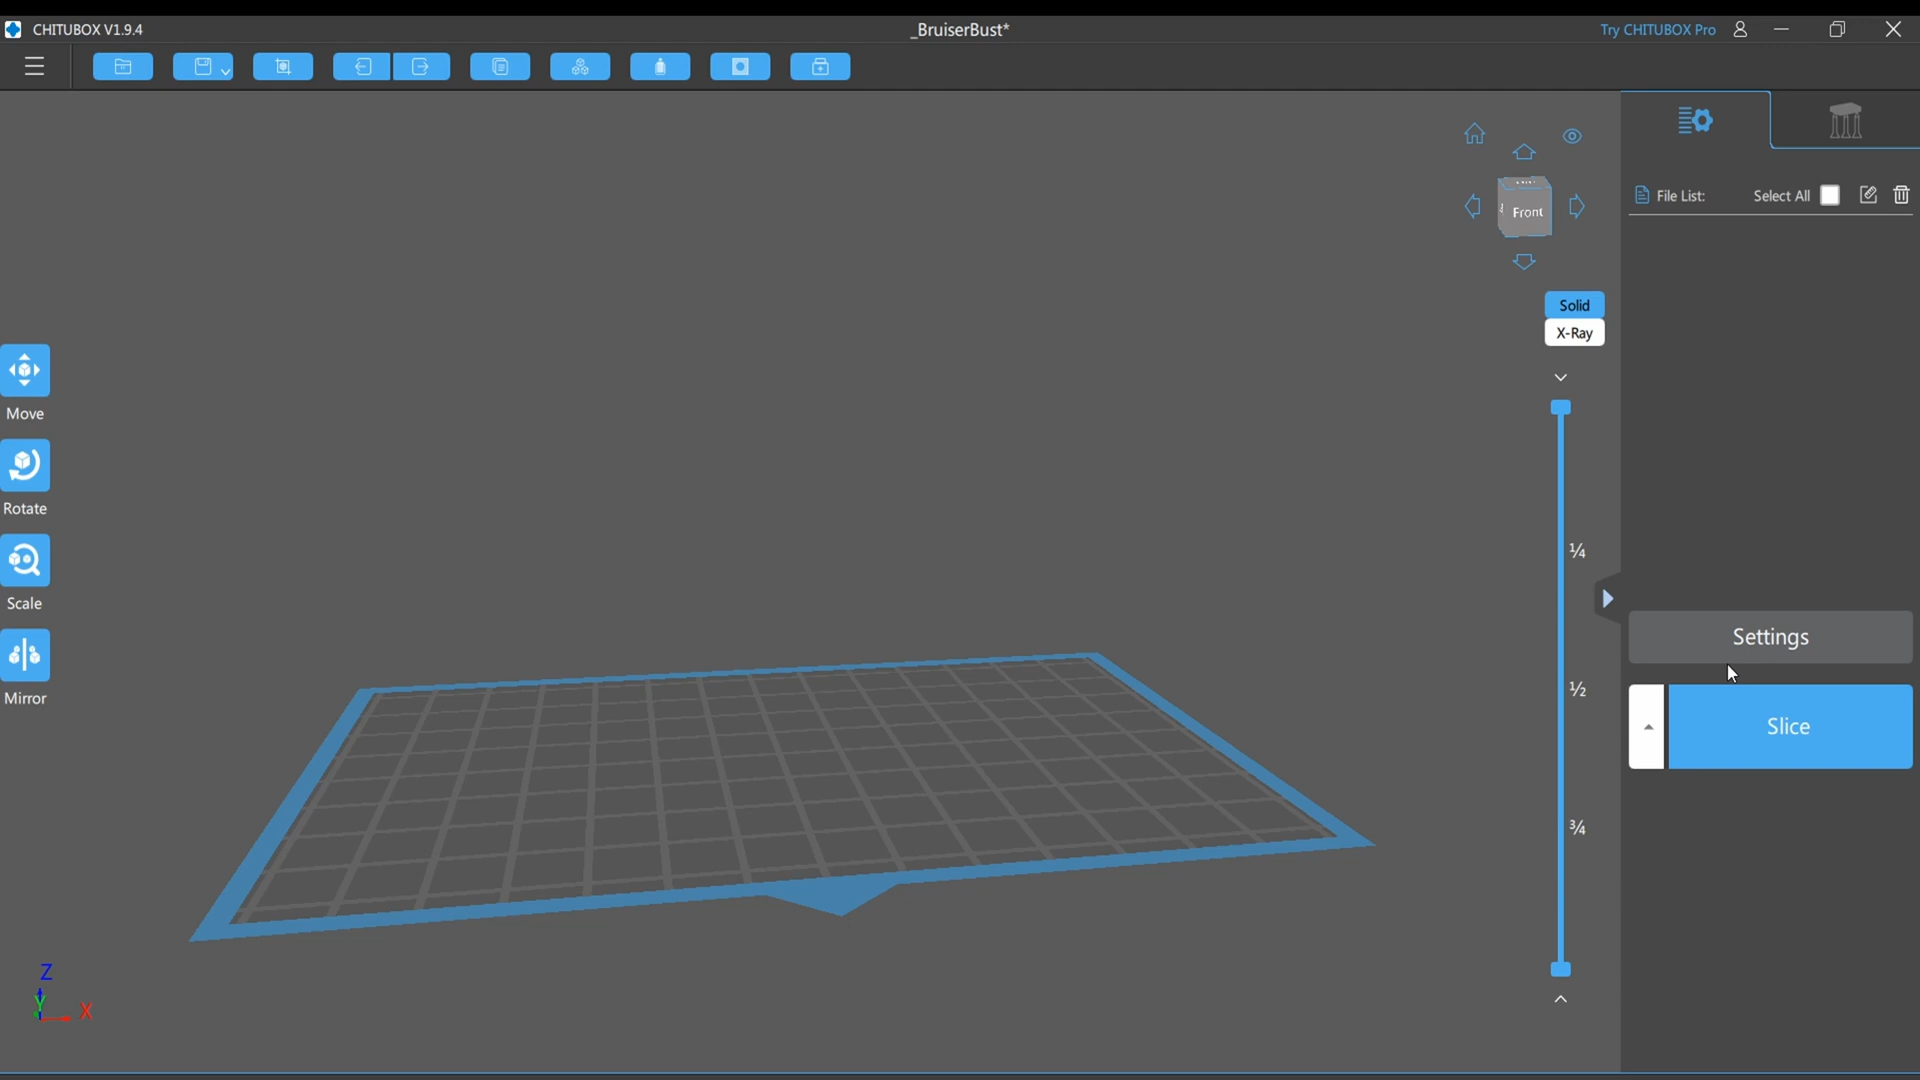 CHITUBOX V1.9.4
_BruiserBust*
Try CHITUBOX Pro
File List:
Select All
Front
Solid
X-Ray
Move
Rotate
Scale
Mirror
¼
½
¾
Settings
Slice
Z
Y
X